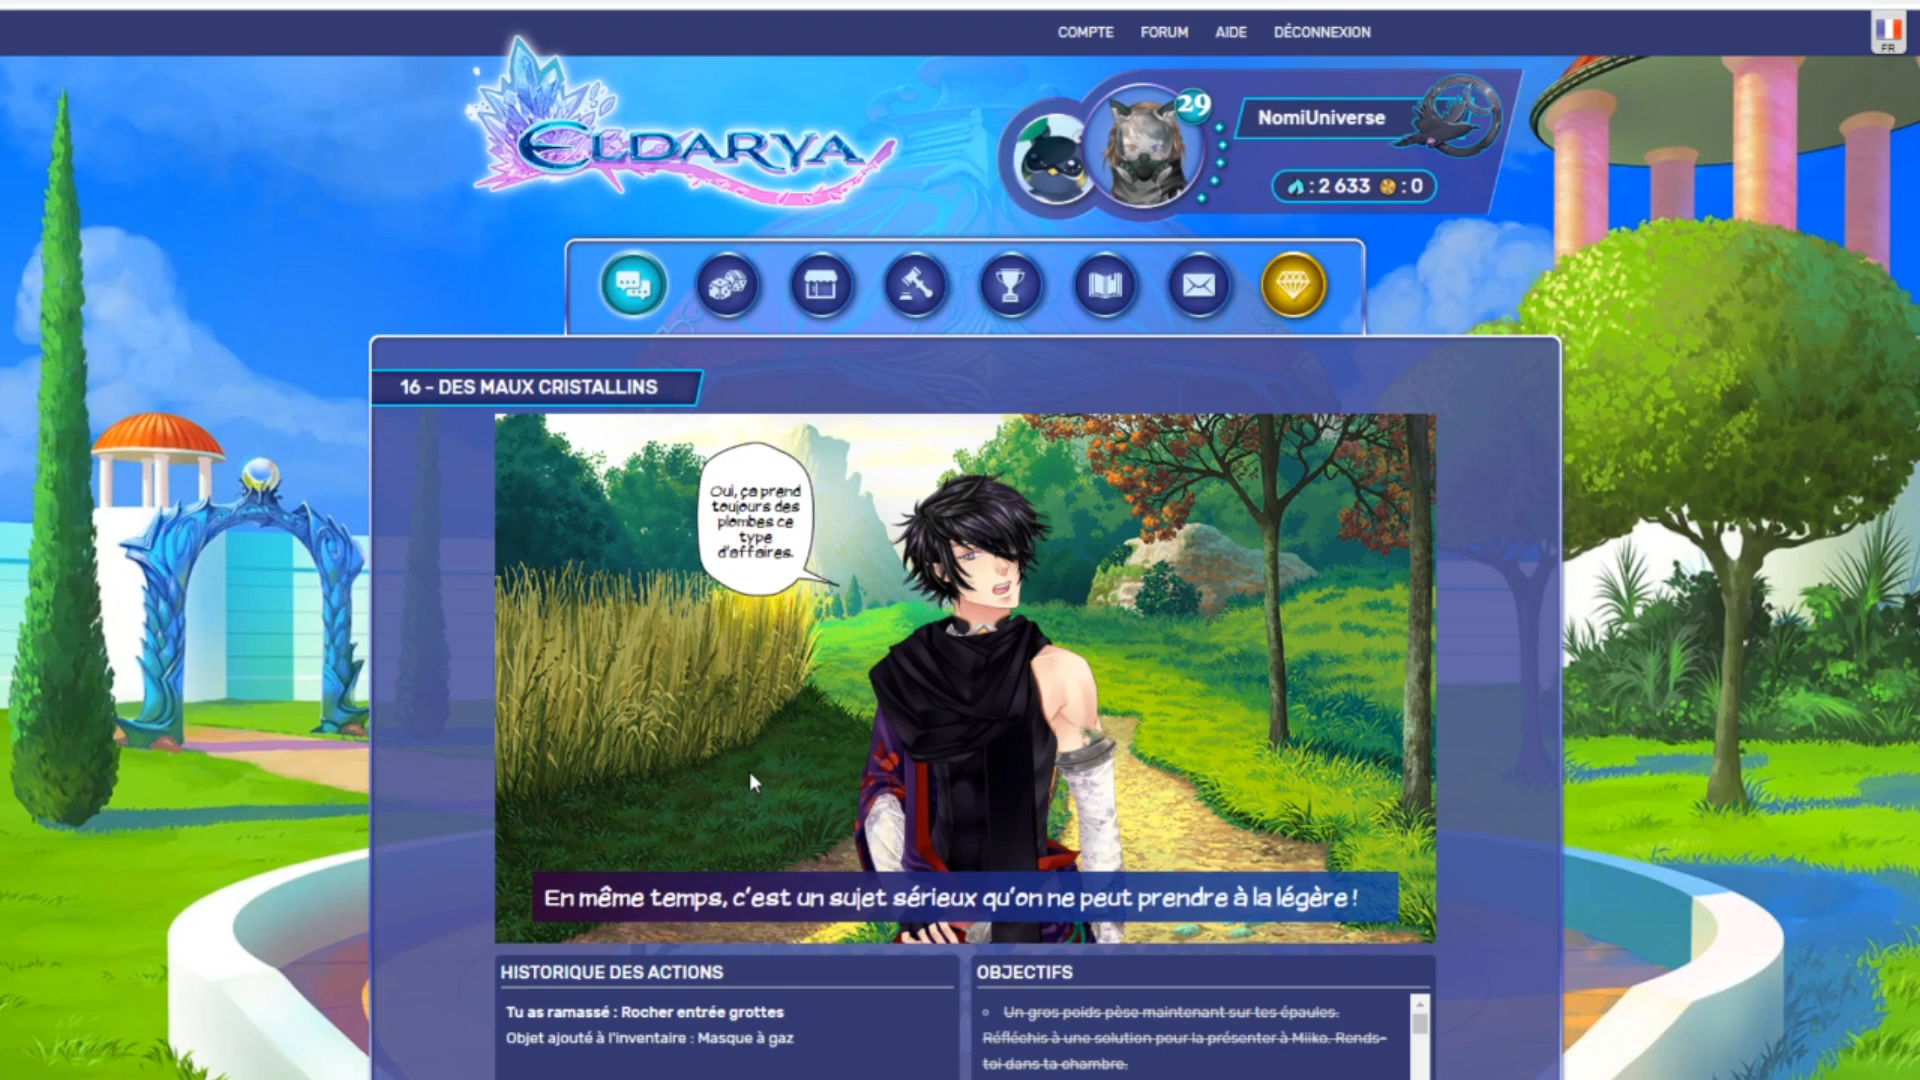 COMPTE FORUM AIDE DÉCONNEXION
FR
ELDARYA
29
NomiUniverse
: 2 633 : 0
16 - DES MAUX CRISTALLINS
Oui, ça prend
toujours des
plombes ce
type
d'affaires.
En même temps, c'est un sujet sérieux qu'on ne peut prendre à la légère !
HISTORIQUE DES ACTIONS
Tu as ramassé : Rocher entrée grottes
Objet ajouté à l'inventaire : Masque à gaz
OBJECTIFS
Un gros poids pèse maintenant sur tes épaules.
Réfléchis à une solution pour la présenter à Miiko. Rends-
toi dans ta chambre.